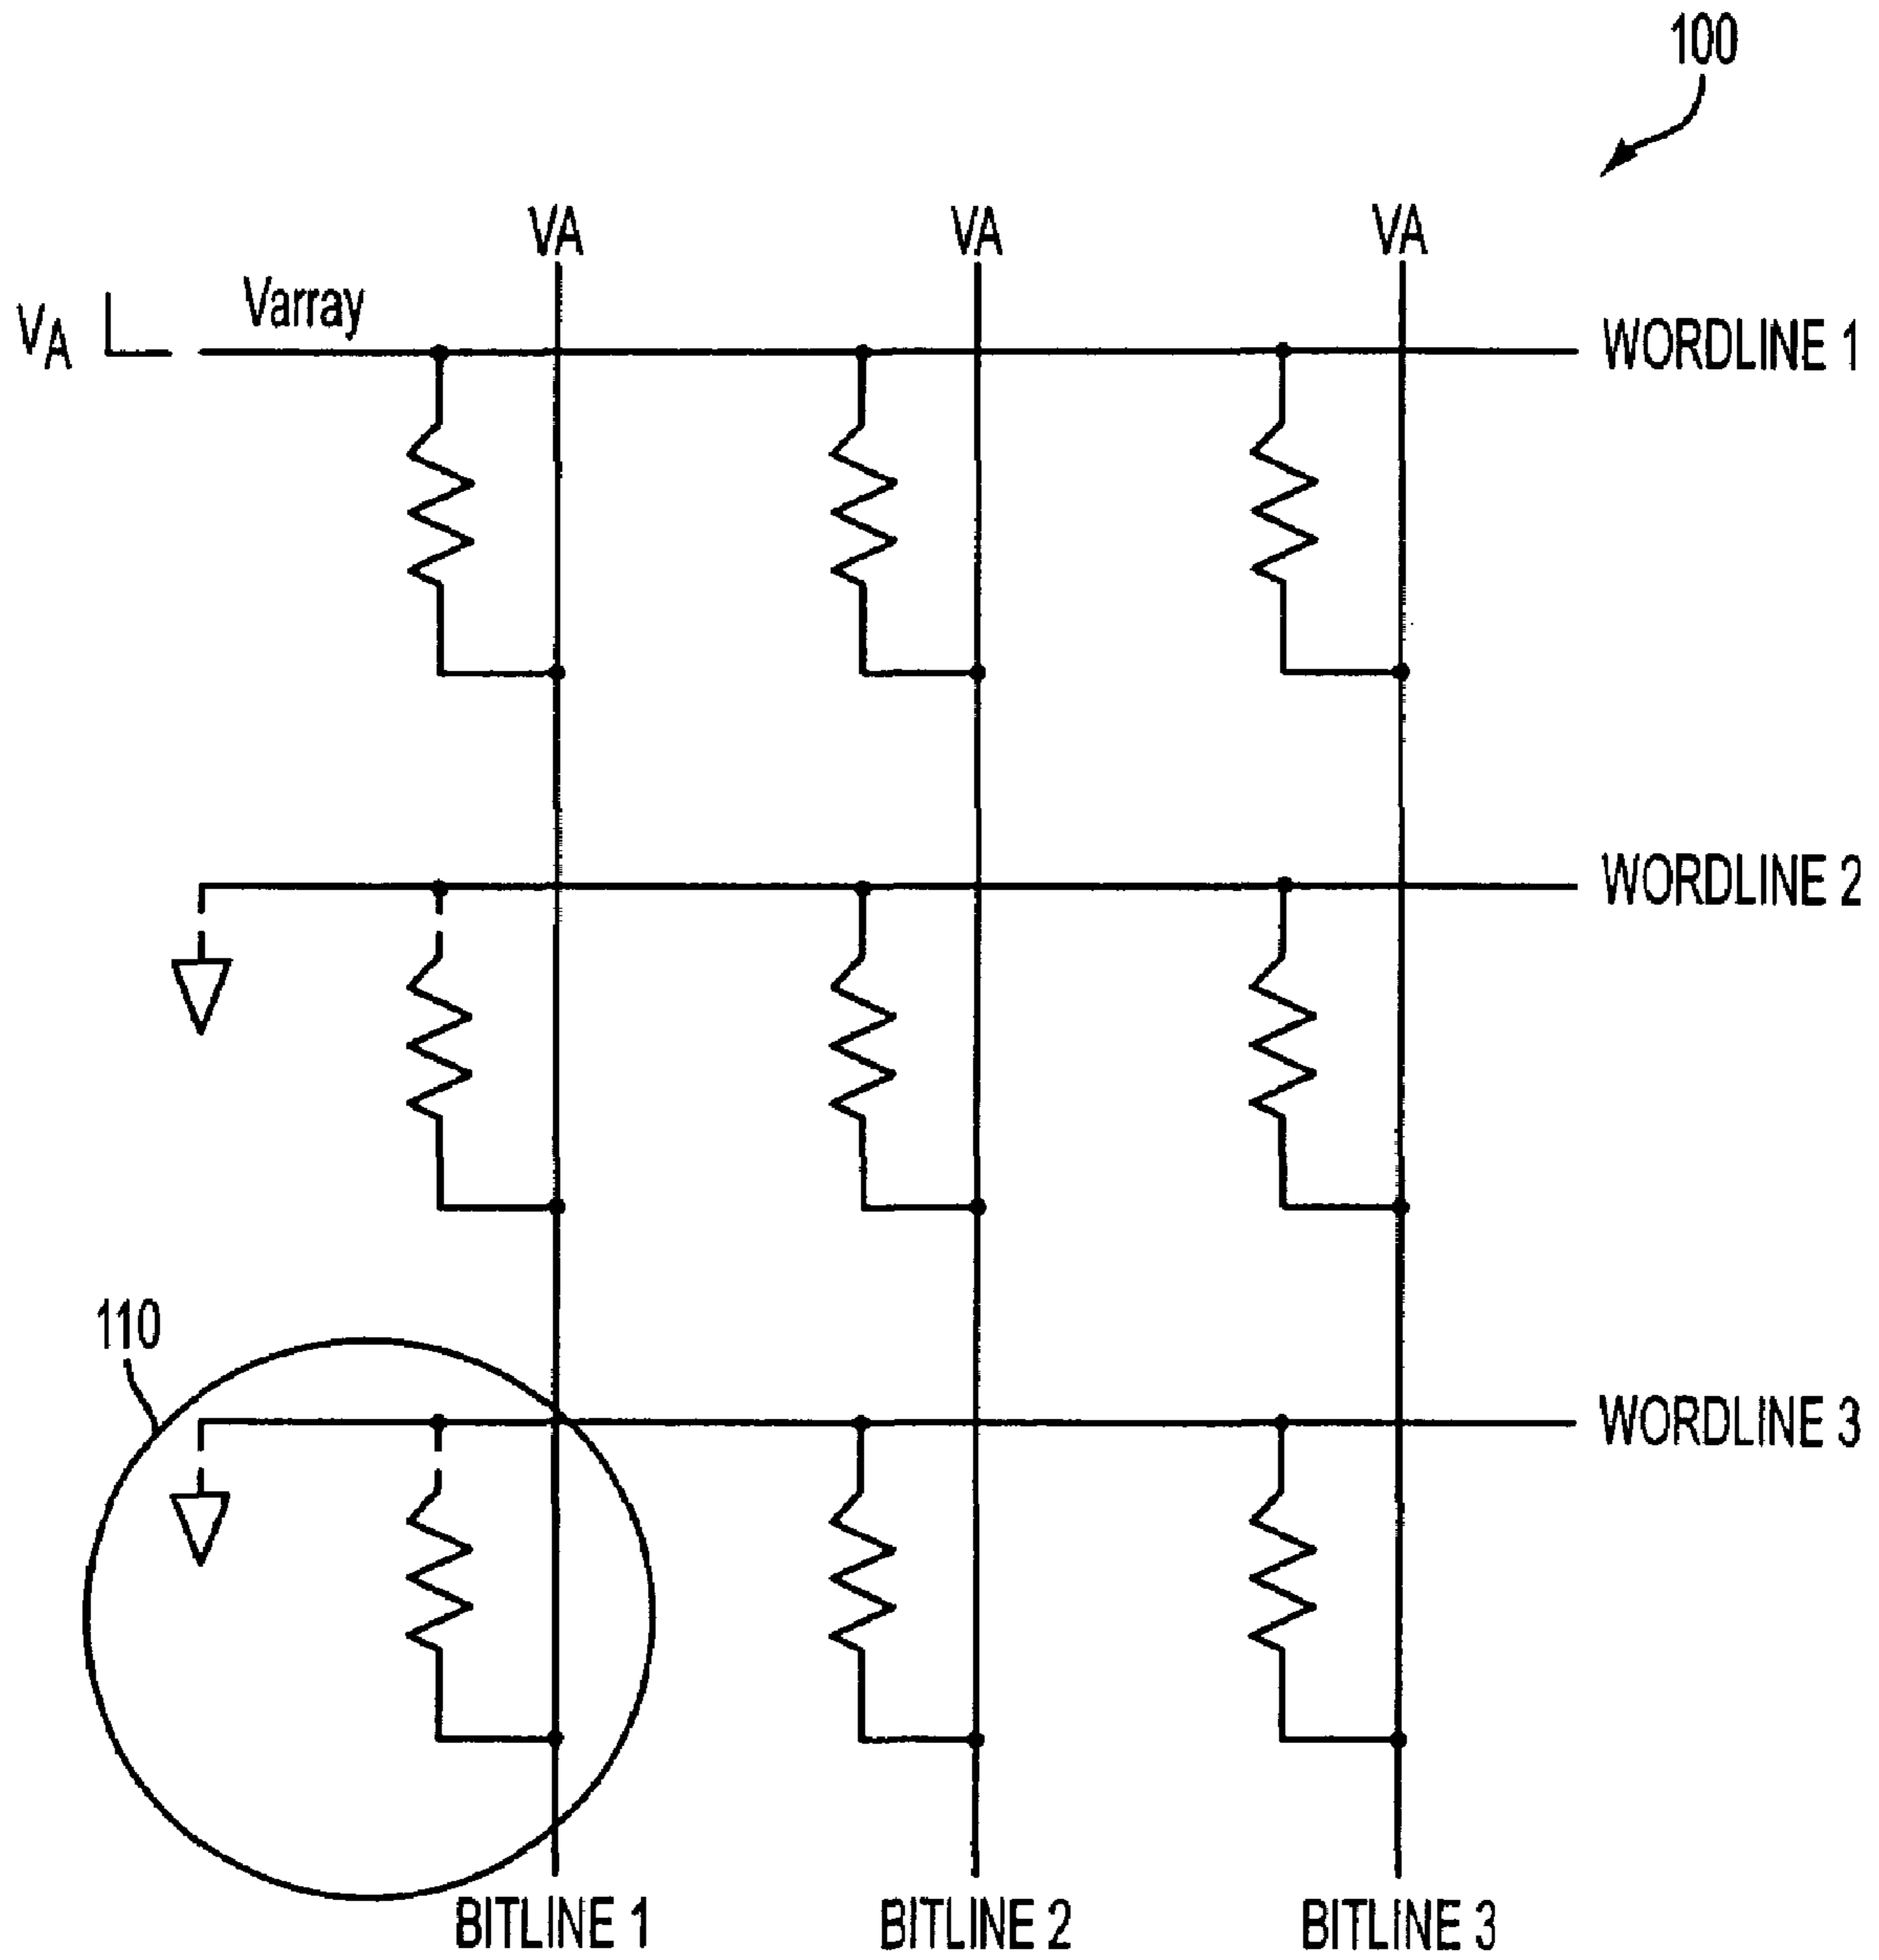 100
VA VA VA
VA Varray
WORDLINE 1
WORDLINE 2
110
WORDLINE 3
BITLINE 1 BITLINE 2 BITLINE 3